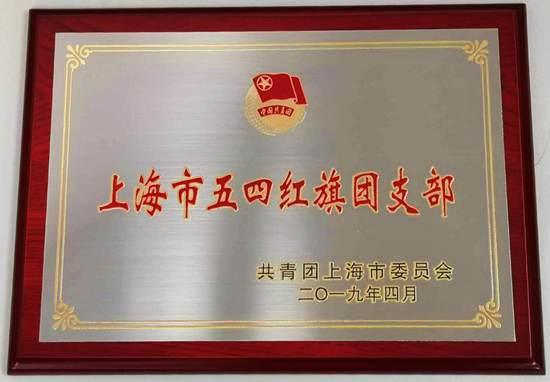 中国共青团
上海市五四红旗团支部
共青团上海市委员会
二〇一九年四月